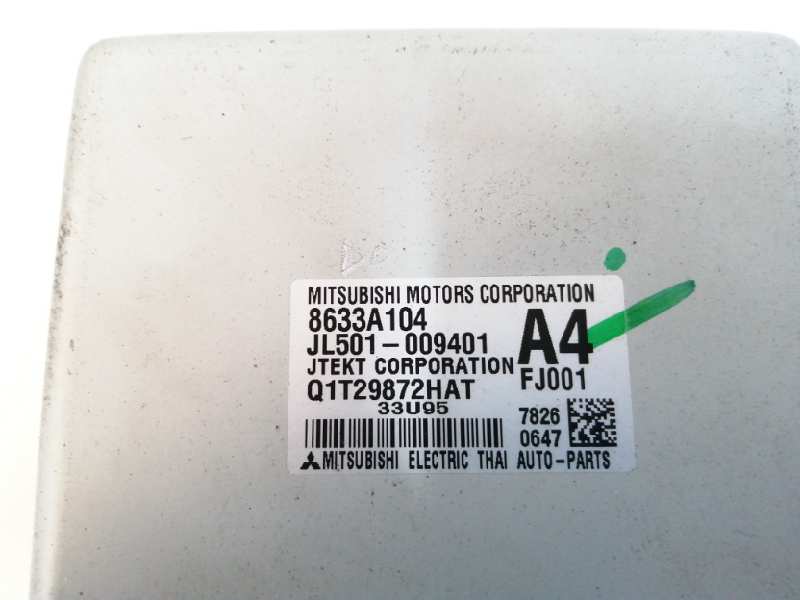 MITSUBISHI MOTORS CORPORATION
8633A104
JL501-009401
A4
JTEKT CORPORATION
FJ001
Q1T29872HAT
33U95
7826
0647
MITSUBISHI ELECTRIC THAI AUTO-PARTS